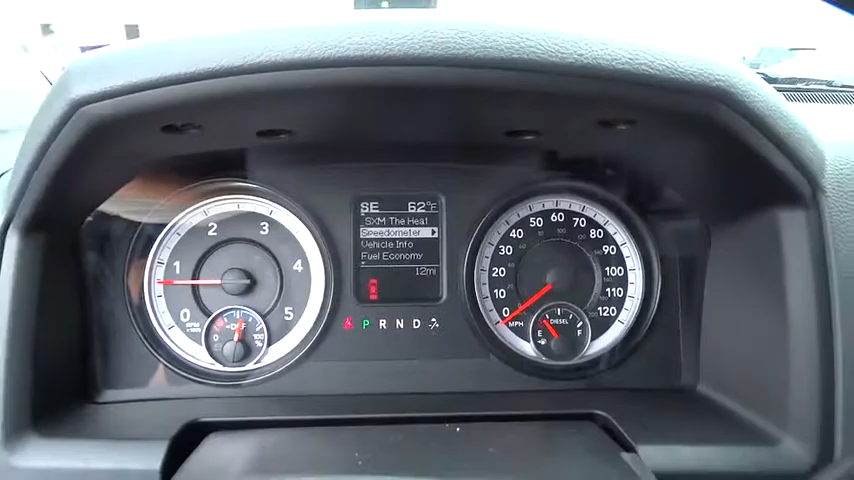 SE 62°F
SXM The Heat
Speedometer
Vehicle Info
Fuel Economy
12mi
P R N D
0 1 2 3 4 5
RPM
DEF
0 100
%
0 10 20 30 40 50 60 70 80 90 100 110 120
MPH
DIESEL
E F